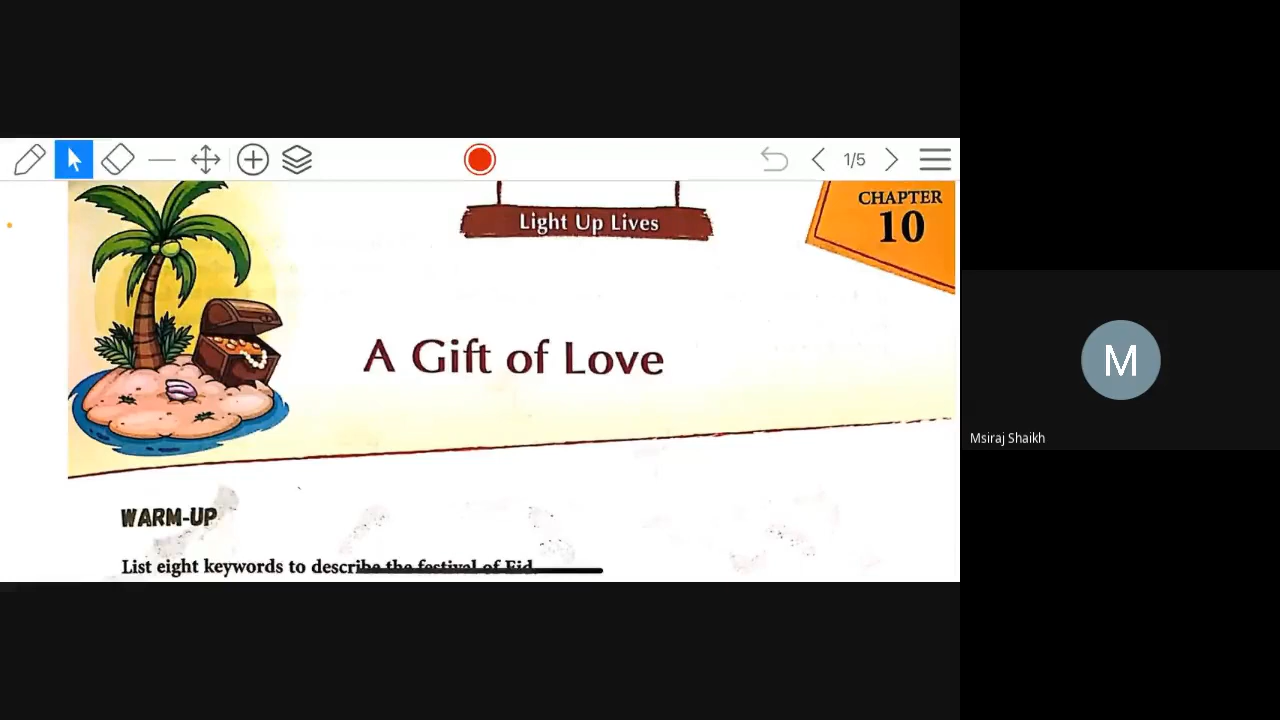 1/5
Light Up Lives
CHAPTER
10
A Gift of Love
M
Msiraj Shaikh
WARM-UP
List eight keywords to describe the festival of Eid.